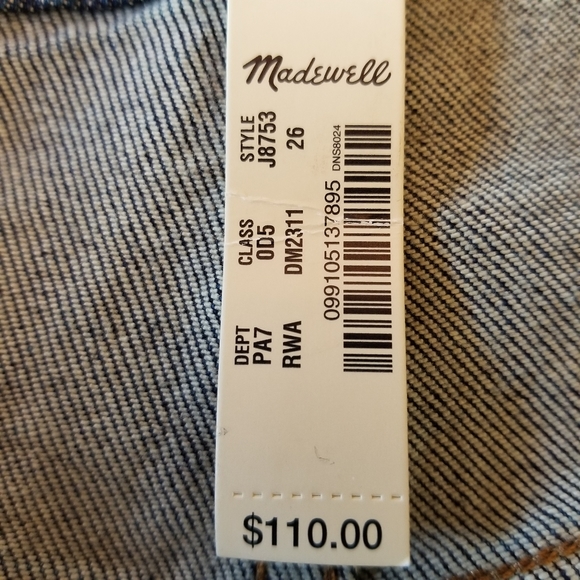 Madewell
DEPT CLASS STYLE
PA7 0D5 J8753
RWA DM2311 26
099105137895
DNS8024
$110.00